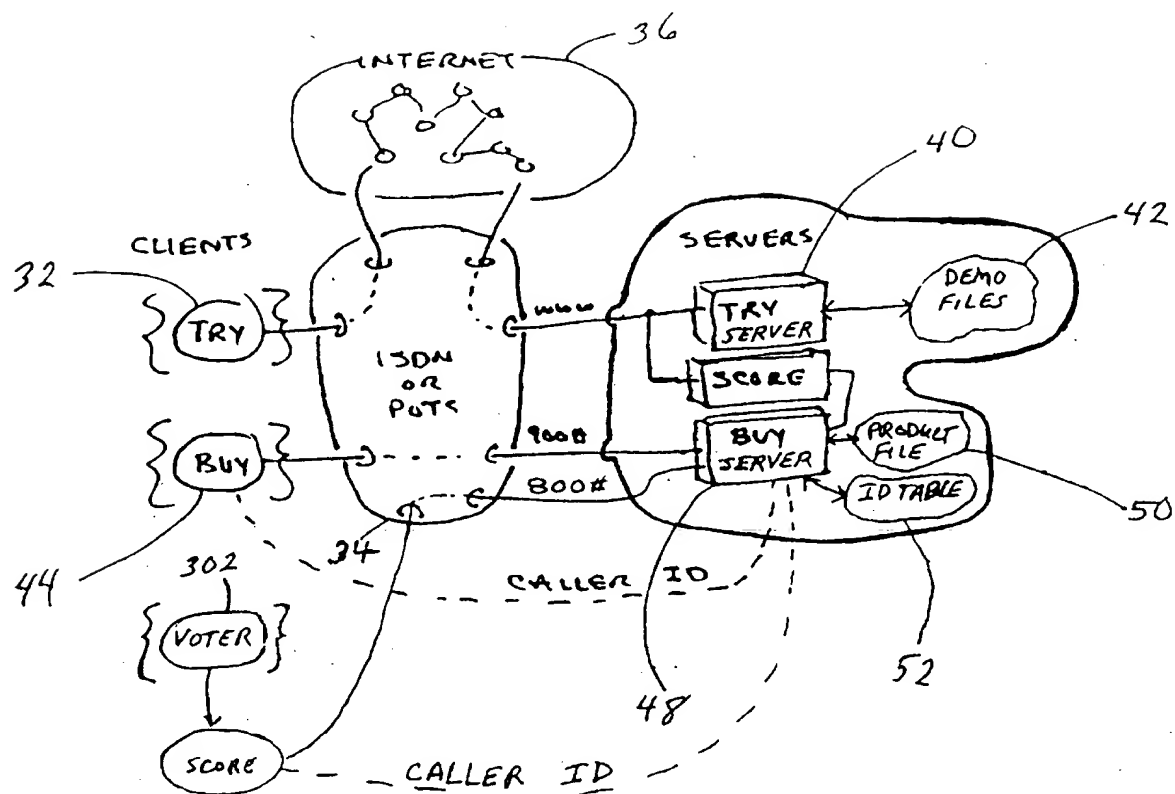 36
INTERNET
40
CLIENTS
SERVERS
42
32
DEMO
FILES
TRY
www
TRY
SERVER
ISDN
OR
POTS
SCORE
BUY
900#
BUY
SERVER
PRODUCT
FILE
800#
ID TABLE
50
34
44
302
CALLER ID
VOTER
52
48
SCORE
CALLER ID